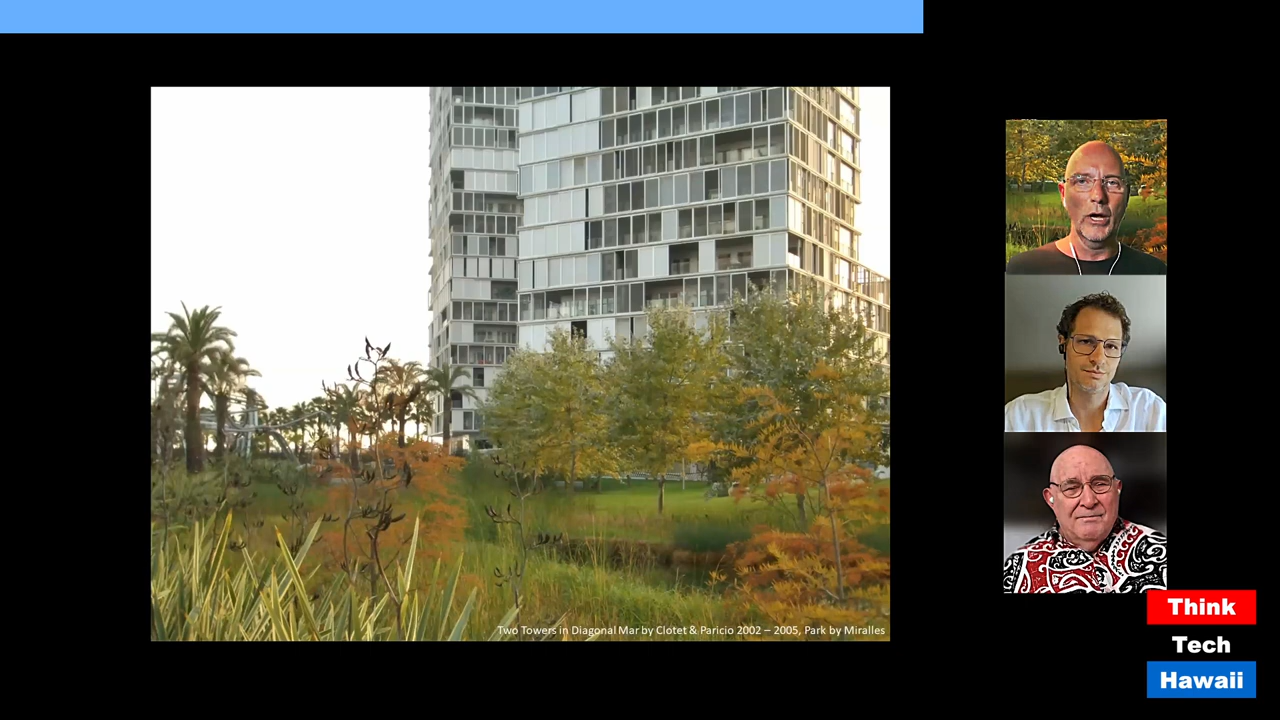 Two Towers in Diagonal Mar by Clotet & Paricio 2002 – 2005, Park by Miralles
Think
Tech
Hawaii